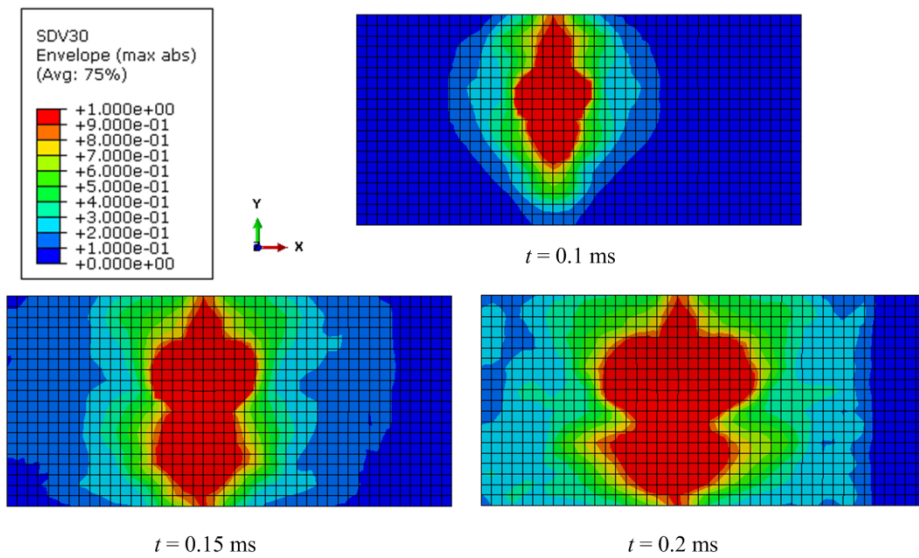 SDV30
Envelope (max abs)
(Avg: 75%)
+1.000e+00
+9.000e-01
+8.000e-01
+7.000e-01
+6.000e-01
+5.000e-01
+4.000e-01
+3.000e-01
+2.000e-01
+1.000e-01
+0.000e+00
Y
X
t = 0.1 ms
t = 0.15 ms
t = 0.2 ms